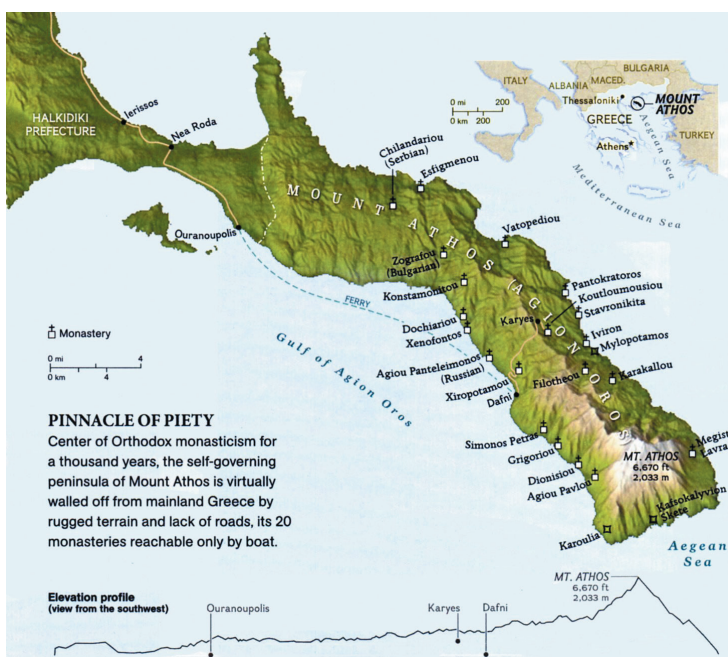 HALKIDIKI
PREFECTURE
Ierissos
Nea Roda
Ouranoupolis
Chilandariou
(Serbian)
Esfigmenou
MOUNT ATHOS (AGION OROS)
Vatopediou
Zografou
(Bulgarian)
Konstamonitou
Pantokratoros
Koutloumousiou
Stavronikita
Karyes
Iviron
Mylopotamos
Dochiariou
Xenofontos
Agiou Panteleimonos
(Russian)
Xiropotamou
Filotheou
Karakallou
Dafni
Simonos Petras
Grigoriou
Dionisiou
Agiou Pavlou
MT. ATHOS
6,670 ft
2,033 m
Megis
Lavra
Kafsokalyvion
Skete
Karoulia
FERRY
Gulf of Agion Oros
Aegean
Sea
ITALY
ALBANIA
MACED.
BULGARIA
Thessaloniki
MOUNT
ATHOS
GREECE
Athens
Aegean Sea
TURKEY
Mediterranean Sea
0 mi 200
0 km 200
Monastery
0 mi 4
0 km 4
PINNACLE OF PIETY
Center of Orthodox monasticism for
a thousand years, the self-governing
peninsula of Mount Athos is virtually
walled off from mainland Greece by
rugged terrain and lack of roads, its 20
monasteries reachable only by boat.
Elevation profile
(view from the southwest)
Ouranoupolis
Karyes
Dafni
MT. ATHOS
6,670 ft
2,033 m